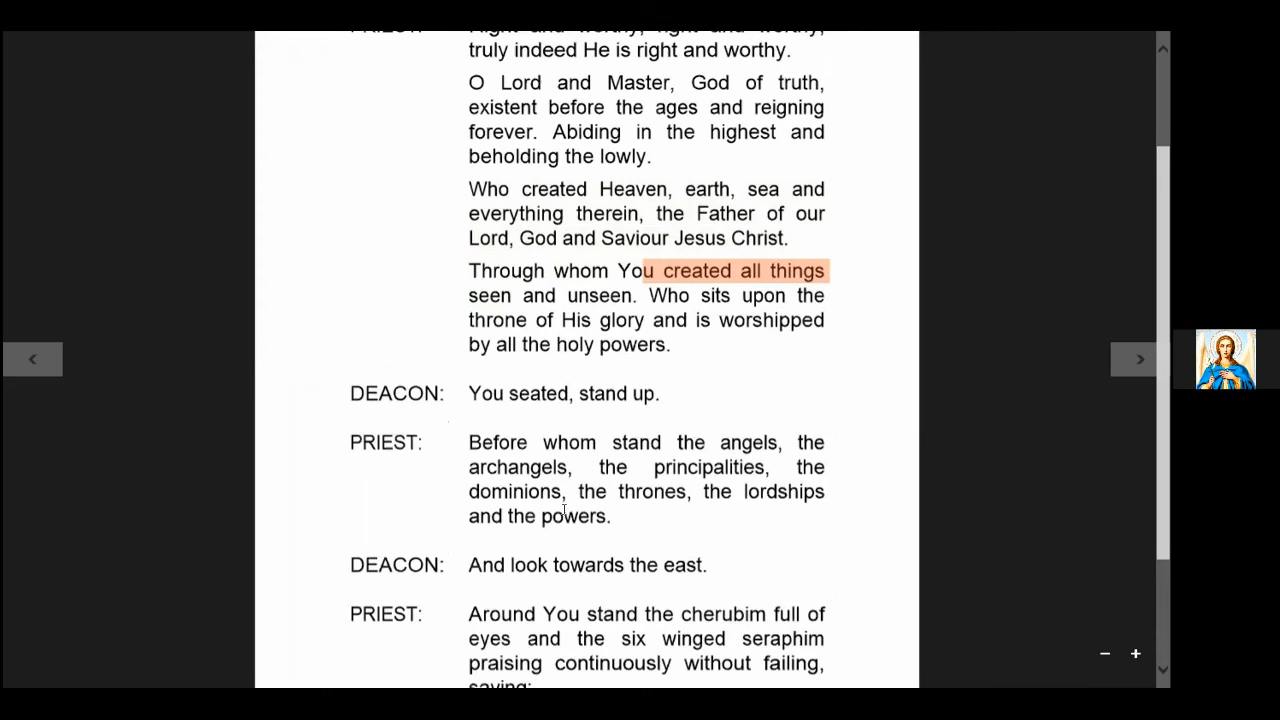 truly indeed He is right and worthy.
O Lord and Master, God of truth,
existent before the ages and reigning
forever. Abiding in the highest and
beholding the lowly.
Who created Heaven, earth, sea and
everything therein, the Father of our
Lord, God and Saviour Jesus Christ.
Through whom You created all things
seen and unseen. Who sits upon the
throne of His glory and is worshipped
by all the holy powers.
DEACON: You seated, stand up.
PRIEST: Before whom stand the angels, the
archangels, the principalities, the
dominions, the thrones, the lordships
and the powers.
DEACON: And look towards the east.
PRIEST: Around You stand the cherubim full of
eyes and the six winged seraphim
praising continuously without failing,
saying: